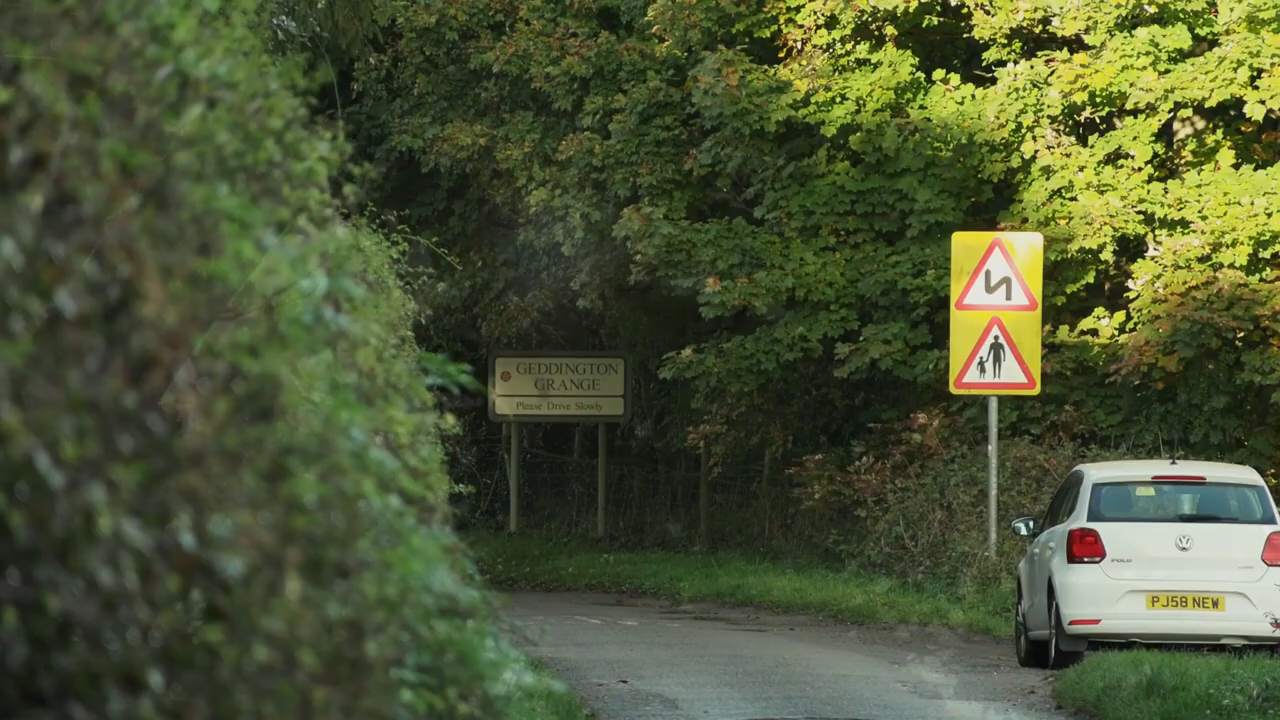 GEDDINGTON
GRANGE
Please Drive Slowly
POLO
PJ58 NEW